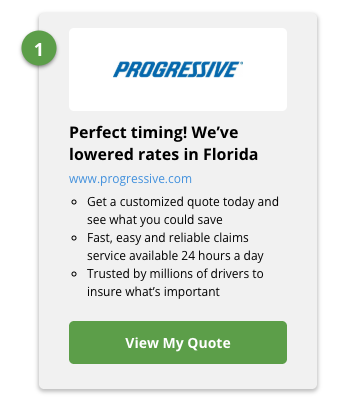 1
PROGRESSIVE
Perfect timing! We’ve
lowered rates in Florida
www.progressive.com
Get a customized quote today and
see what you could save
Fast, easy and reliable claims
service available 24 hours a day
Trusted by millions of drivers to
insure what’s important
View My Quote